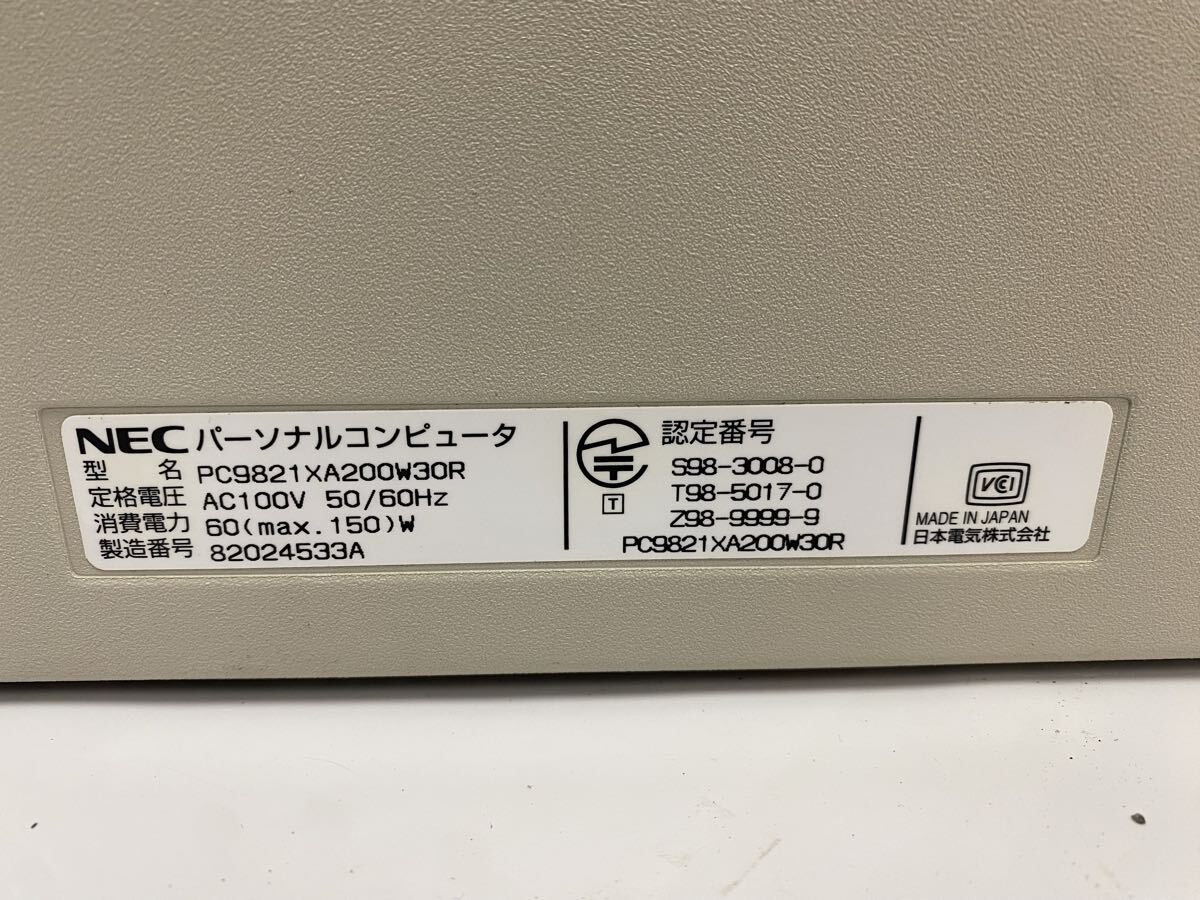 NEC パーソナルコンピュータ
型 名 PC9821XA200W30R
定格電圧 AC100V 50/60Hz
消費電力 60(max.150)W
製造番号 82024533A
T
認定番号
S98-3008-0
T98-5017-0
Z98-9999-9
PC9821XA200W30R
VCI
MADE IN JAPAN
日本電気株式会社